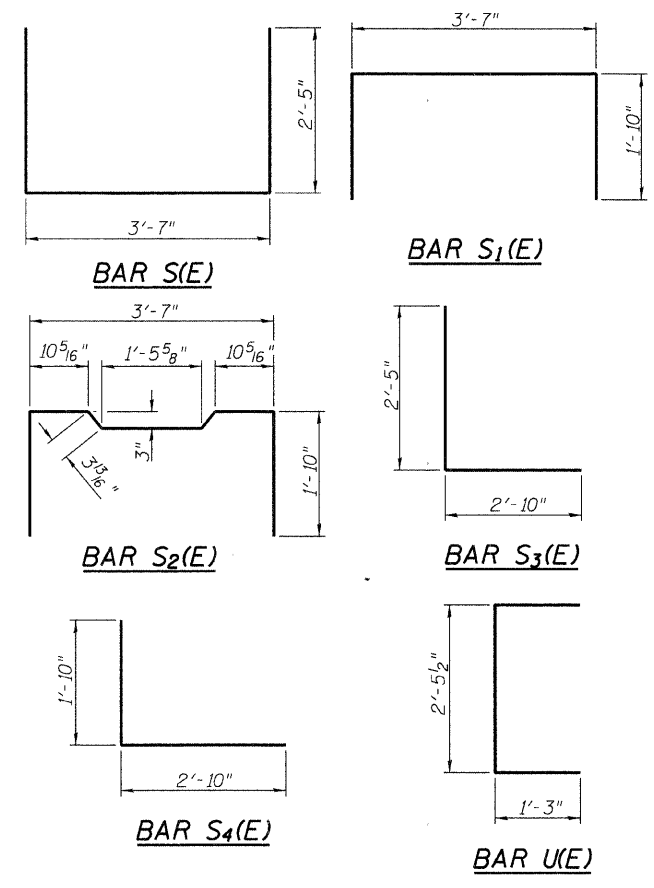 3'-7"
2'-5"
1'-10"
3'-7"
BAR S(E)
BAR S1(E)
3'-7"
10 5/16"
1'-5 5/8"
10 5/16"
2'-5"
3"
3 13/16"
1'-10"
2'-10"
BAR S2(E)
BAR S3(E)
1'-10"
2'-5 1/2"
2'-10"
1'-3"
BAR S4(E)
BAR U(E)